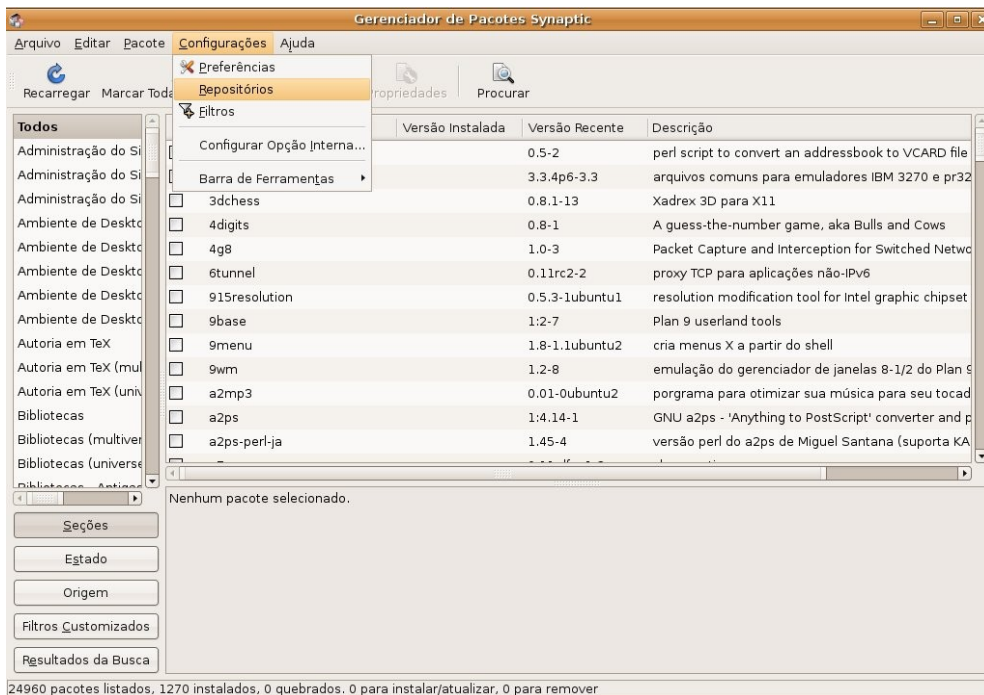 Gerenciador de Pacotes Synaptic
Arquivo Editar Pacote Configurações Ajuda
Preferências
Repositórios
Filtros
Configurar Opção Interna...
Barra de Ferramentas
Recarregar Marcar Toda
ropriedades Procurar
Todos
Versão Instalada Versão Recente Descrição
Administração do Si
0.5-2 perl script to convert an addressbook to VCARD file
Administração do Si
3.3.4p6-3.3 arquivos comuns para emuladores IBM 3270 e pr32
Administração do Si
3dchess 0.8.1-13 Xadrex 3D para X11
Ambiente de Deskto
4digits 0.8-1 A guess-the-number game, aka Bulls and Cows
Ambiente de Deskto
4g8 1.0-3 Packet Capture and Interception for Switched Netwo
Ambiente de Deskto
6tunnel 0.11rc2-2 proxy TCP para aplicações não-IPv6
Ambiente de Deskto
915resolution 0.5.3-1ubuntu1 resolution modification tool for Intel graphic chipset
Ambiente de Deskto
9base 1:2-7 Plan 9 userland tools
Autoria em TeX
9menu 1.8-1.1ubuntu2 cria menus X a partir do shell
Autoria em TeX (mul
9wm 1.2-8 emulação do gerenciador de janelas 8-1/2 do Plan 9
Autoria em TeX (univ
a2mp3 0.01-0ubuntu2 porgrama para otimizar sua música para seu tocad
Bibliotecas
a2ps 1:4.14-1 GNU a2ps - 'Anything to PostScript' converter and p
Bibliotecas (multiver
a2ps-perl-ja 1.45-4 versão perl do a2ps de Miguel Santana (suporta KA
Bibliotecas (universe
Nenhum pacote selecionado.
Seções
Estado
Origem
Filtros Customizados
Resultados da Busca
24960 pacotes listados, 1270 instalados, 0 quebrados. 0 para instalar/atualizar, 0 para remover